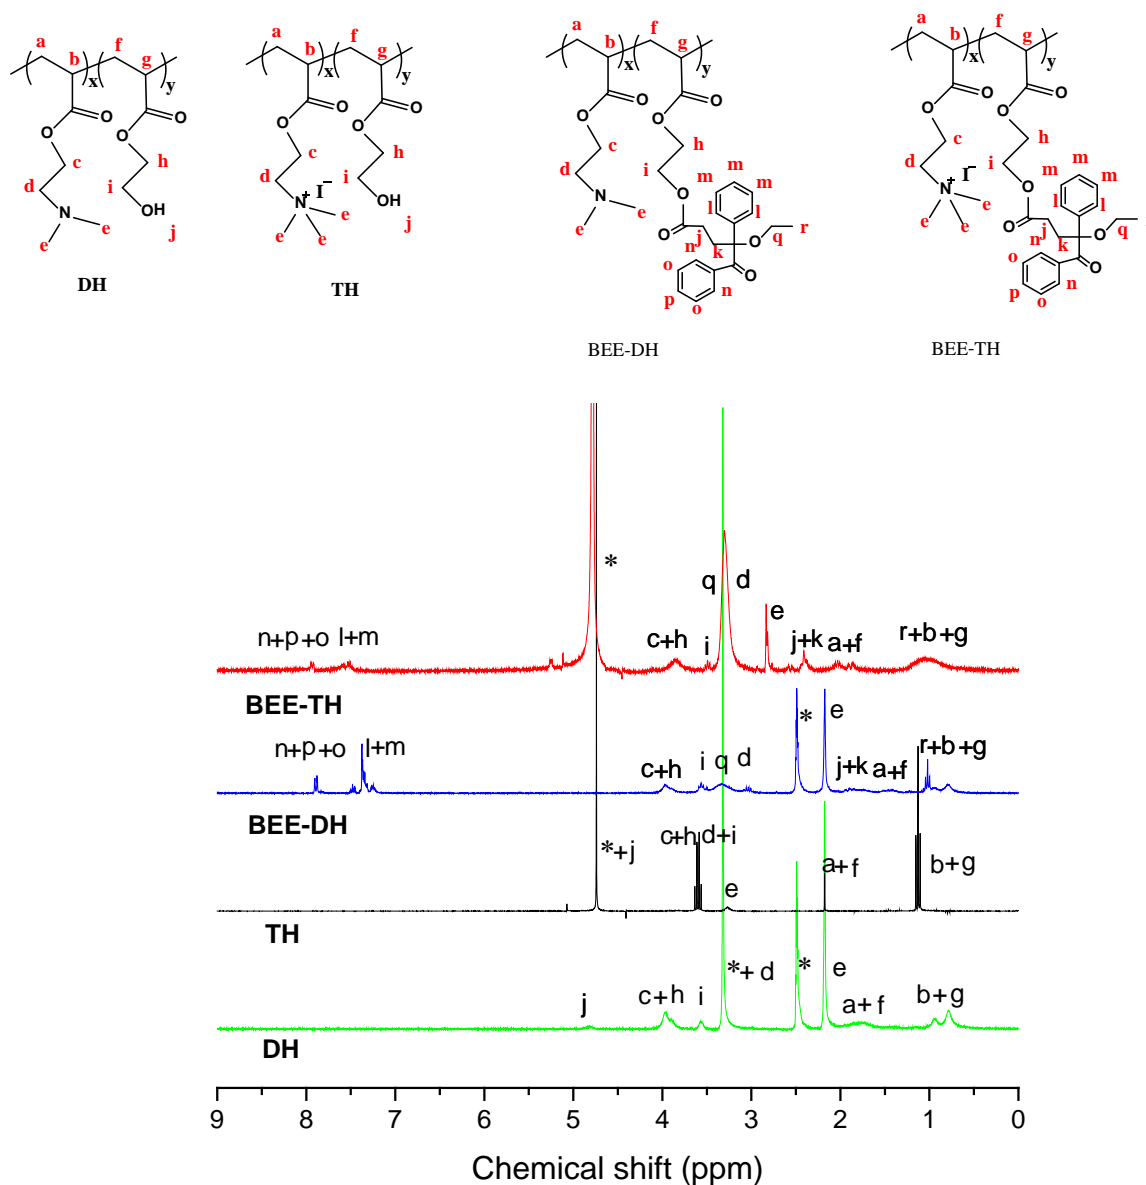 a f a f a f a f
b g b g b g b g
x y x y x y x y
O O O O O O O O
O O O O O O O O
c h c h c h c h
d i d i d i d i
N OH N+ I− OH N O N+ I− O
e e j e e e j e e O e e e O
m m m l l m m m l l
n j k O q r n j k O q
o O n p o o O n p o
DH TH BEE-DH BEE-TH
* q d e
n+p+o l+m c+h i j+k a+f r+b+g
BEE-TH
n+p+o l+m c+h i q d * e j+k a+f r+b+g
BEE-DH
*+j c+h d+i e a+f b+g
TH
j c+h i *+d * e a+f b+g
DH
9 8 7 6 5 4 3 2 1 0
Chemical shift (ppm)